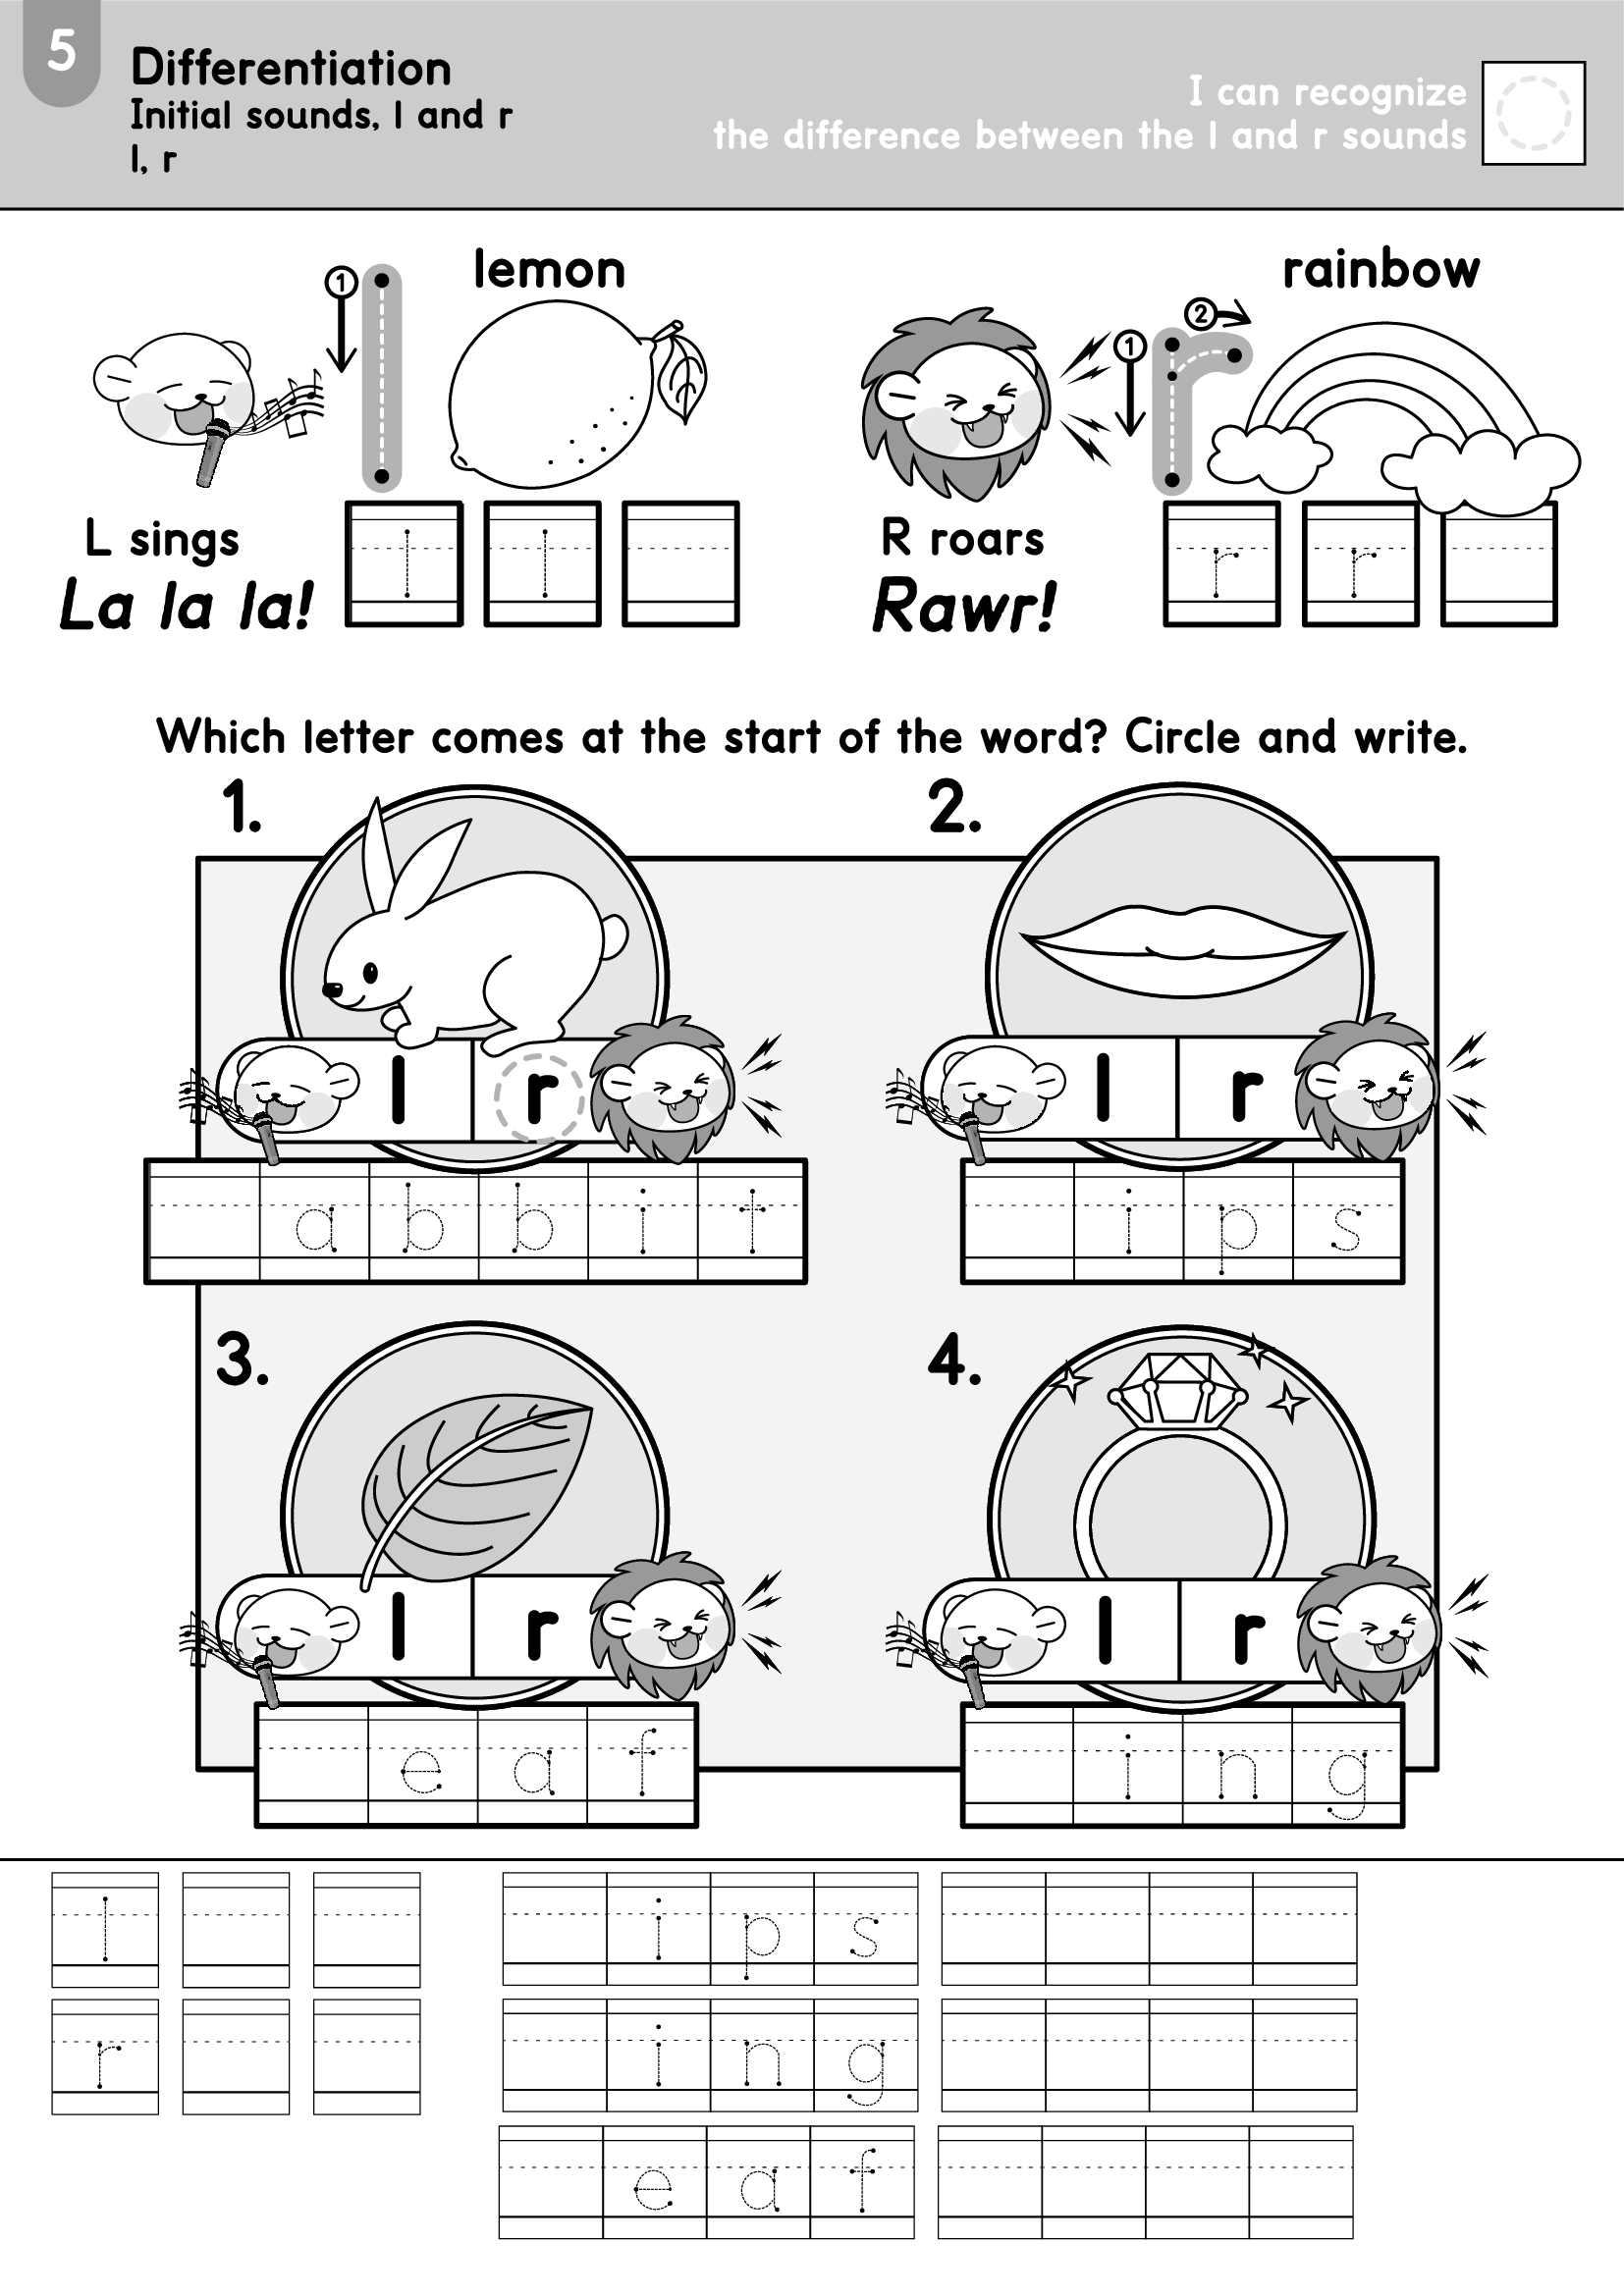 5
Differentiation
Initial sounds, l and r
l, r
I can recognize
the difference between the l and r sounds
1
l
lemon
L sings
La la la!
l l
1 2
r
rainbow
R roars
Rawr!
r r
Which letter comes at the start of the word? Circle and write.
1.
l r
a b b i t
2.
l r
i p s
3.
l r
e a f
4.
l r
i n g
l
r
i p s
i n g
e a f